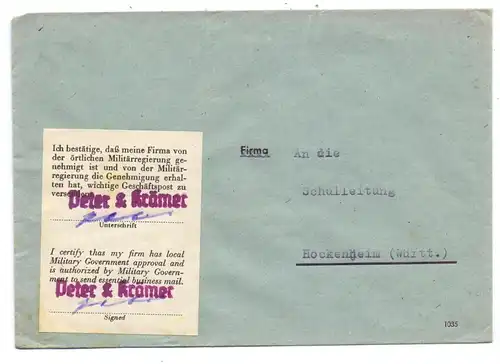 Ich bestätige, daß meine Firma von
der örtlichen Militärregierung ge-
nehmigt ist und von der Militär-
regierung die Genehmigung erhal-
ten hat, wichtige Geschäftspost zu
Peter & Krämer
Unterschrift
I certify thas my firm has local
Military Government approval and
is authorized by Military Govern-
ment to send essential business mail.
Peter & Krämer
Signed
Firma An die
Schulleitung
Hockenheim (Württ.)
1035